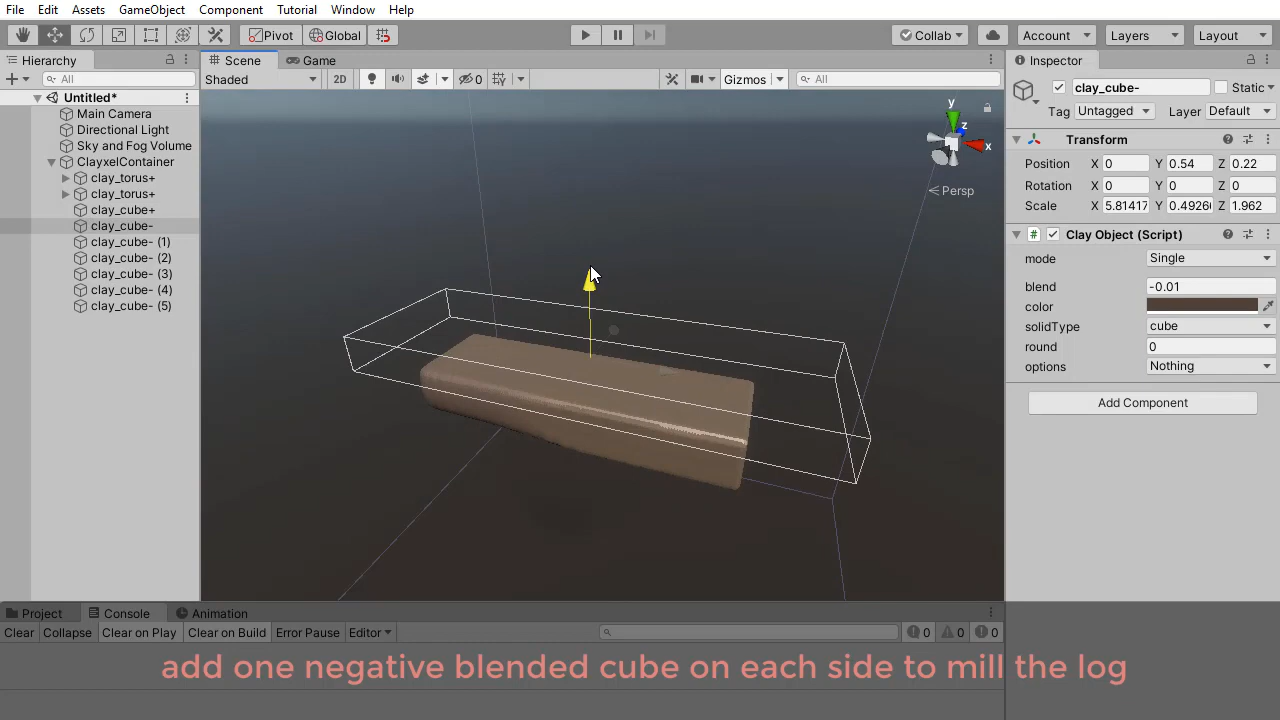 File Edit Assets GameObject Component Tutorial Window Help
Pivot Global Collab Account Layers Layout
Hierarchy Scene Game Inspector
All Shaded 2D 0 Gizmos All
Untitled*
Main Camera
Directional Light
Sky and Fog Volume
ClayxelContainer
clay_torus+
clay_torus+
clay_cube+
clay_cube-
clay_cube- (1)
clay_cube- (2)
clay_cube- (3)
clay_cube- (4)
clay_cube- (5)
y
z
x
Persp
clay_cube- Static
Tag Untagged Layer Default
Transform
Position X 0 Y 0.54 Z 0.22
Rotation X 0 Y 0 Z 0
Scale X 5.81417 Y 0.4926 Z 1.962
Clay Object (Script)
mode Single
blend -0.01
color
solidType cube
round 0
options Nothing
Add Component
Project Console Animation
Clear Collapse Clear on Play Clear on Build Error Pause Editor 0 0 0
add one negative blended cube on each side to mill the log